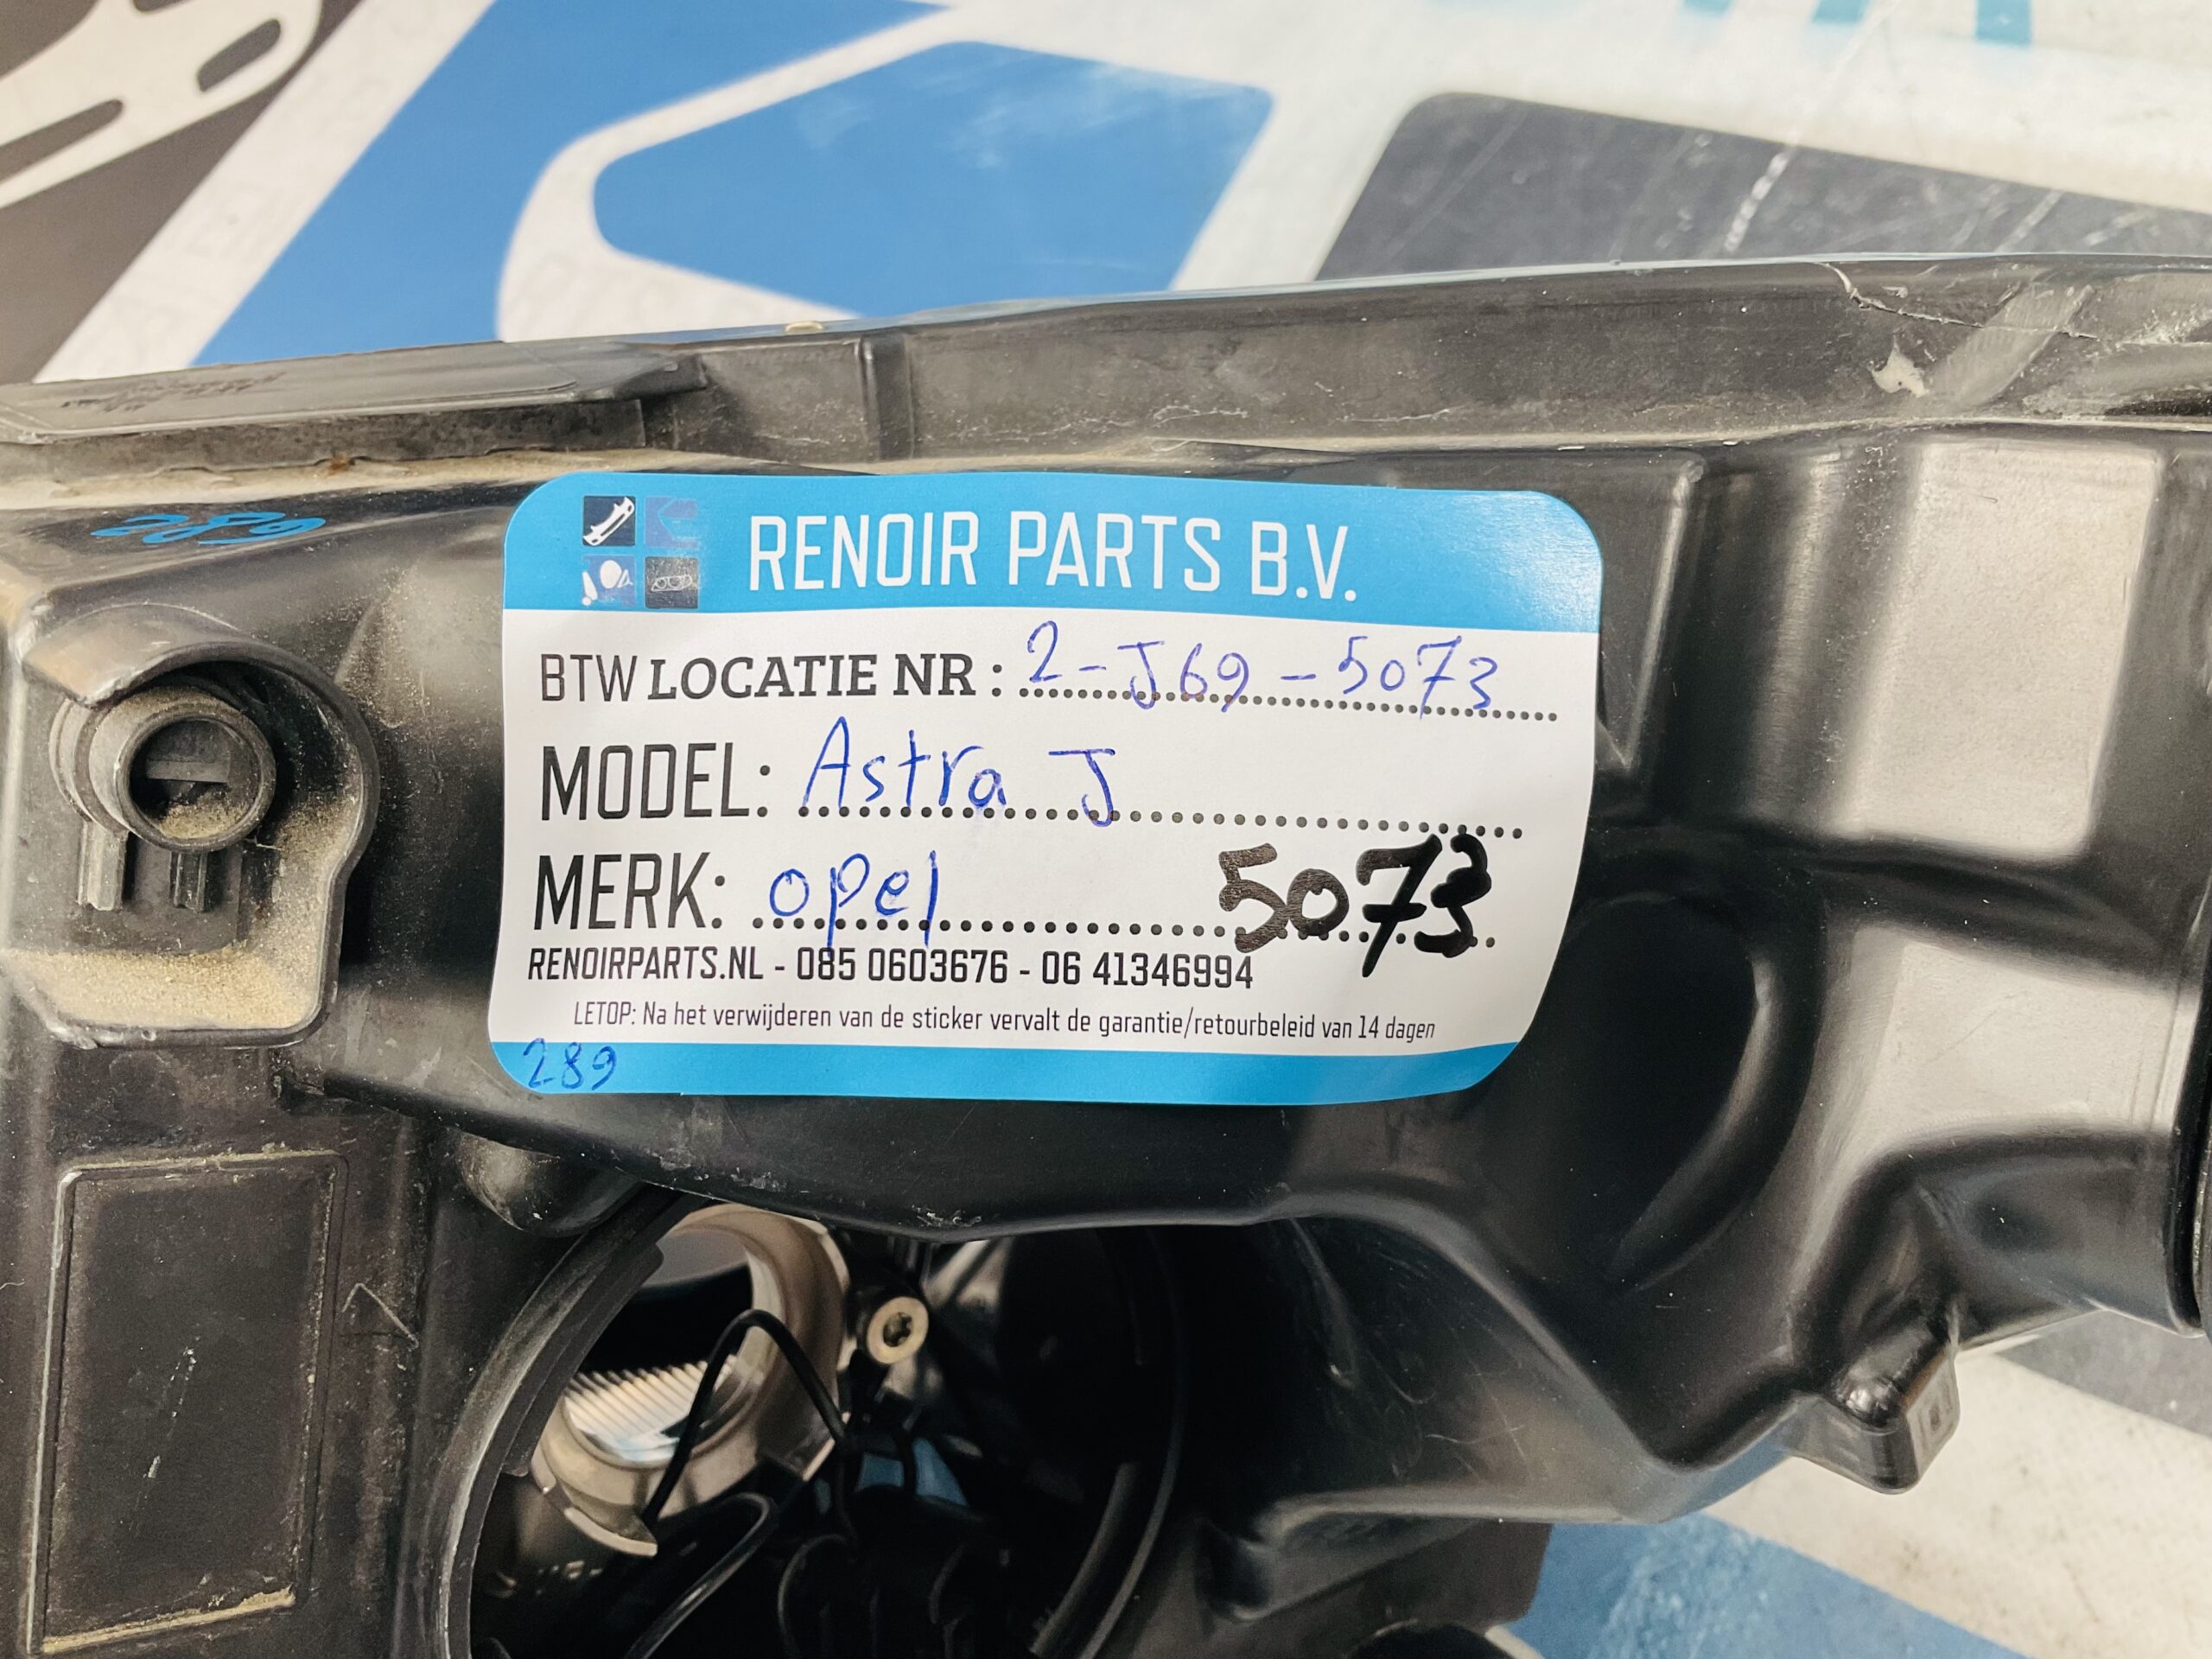 289
RENOIR PARTS B.V.
BTW LOCATIE NR : 2-J69-5073
MODEL: Astra J
MERK: opel 5073
RENOIRPARTS.NL - 085 0603676 - 06 41346994
LETOP: Na het verwijderen van de sticker vervalt de garantie/retourbeleid van 14 dagen
289